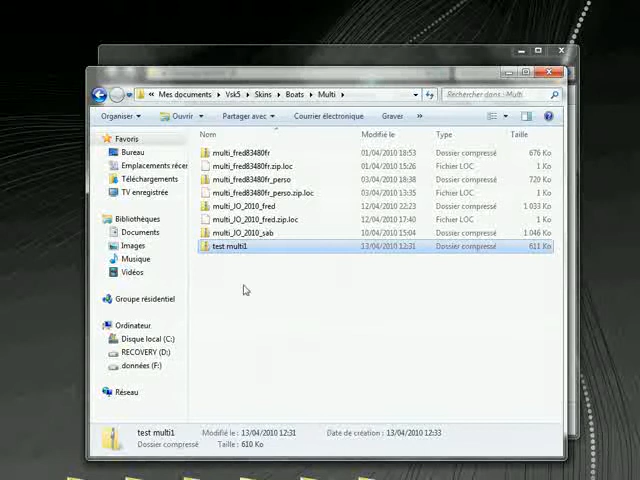 « Mes documents ▸ Vsk5 ▸ Skins ▸ Boats ▸ Multi ▸
Rechercher dans : Multi
Organiser ▾ Ouvrir ▾ Partager avec ▾ Courrier électronique Graver »
Nom Modifié le Type Taille
multi_fred83480fr 01/04/2010 18:53 Dossier compressé 676 Ko
multi_fred83480fr.zip.loc 01/04/2010 15:26 Fichier LOC 1 Ko
multi_fred83480fr_perso 03/04/2010 18:38 Dossier compressé 720 Ko
multi_fred83480fr_perso.zip.loc 03/04/2010 13:35 Fichier LOC 1 Ko
multi_JO_2010_fred 12/04/2010 22:23 Dossier compressé 1 033 Ko
multi_JO_2010_fred.zip.loc 12/04/2010 17:40 Fichier LOC 1 Ko
multi_JO_2010_sab 10/04/2010 15:04 Dossier compressé 1 046 Ko
test multi1 13/04/2010 12:31 Dossier compressé 611 Ko
Favoris
Bureau
Emplacements récer
Téléchargements
TV enregistrée
Bibliothèques
Documents
Images
Musique
Vidéos
Groupe résidentiel
Ordinateur
Disque local (C:)
RECOVERY (D:)
données (F:)
Réseau
test multi1 Modifié le : 13/04/2010 12:31 Date de création : 13/04/2010 12:33
Dossier compressé Taille : 610 Ko